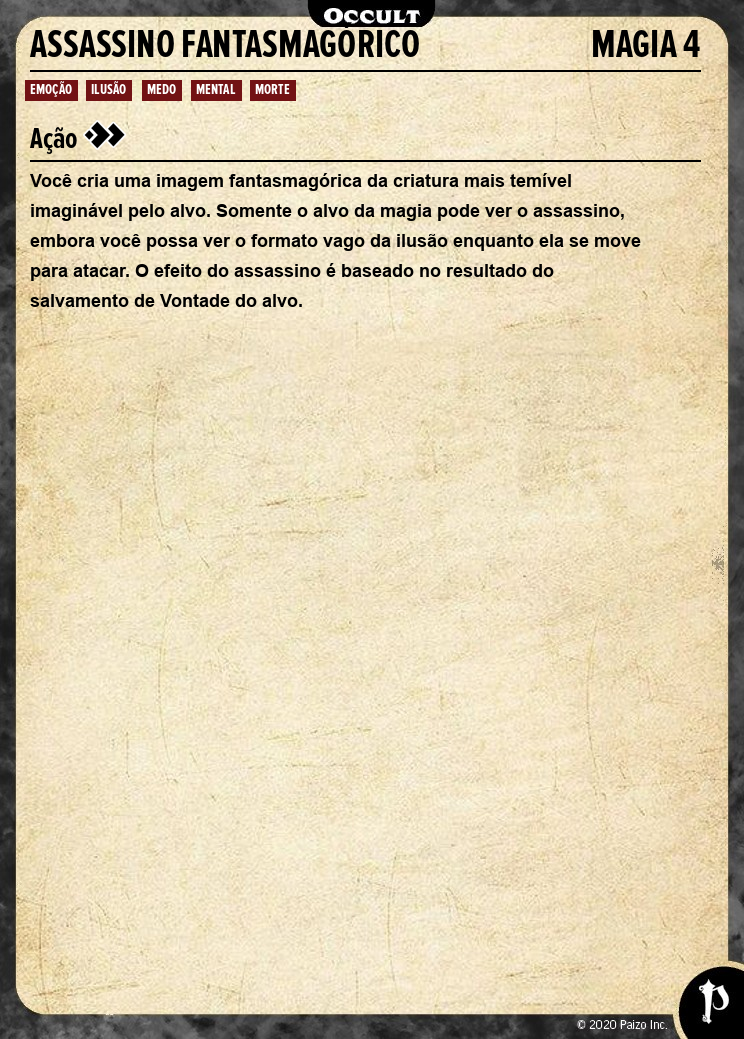 OCCULT
ASSASSINO FANTASMAGÓRICO MAGIA 4
EMOÇÃO ILUSÃO MEDO MENTAL MORTE
Ação
Você cria uma imagem fantasmagórica da criatura mais temível
imaginável pelo alvo. Somente o alvo da magia pode ver o assassino,
embora você possa ver o formato vago da ilusão enquanto ela se move
para atacar. O efeito do assassino é baseado no resultado do
salvamento de Vontade do alvo.
© 2020 Paizo Inc.
P